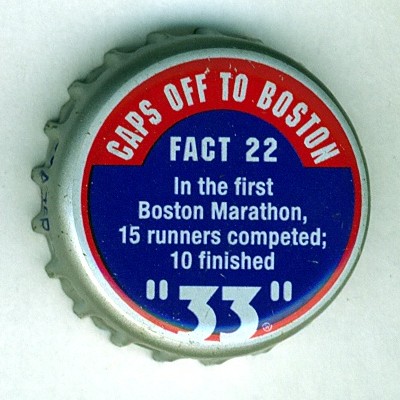 CAPS OFF TO BOSTON
FACT 22
In the first
Boston Marathon,
15 runners competed;
10 finished
"33"®